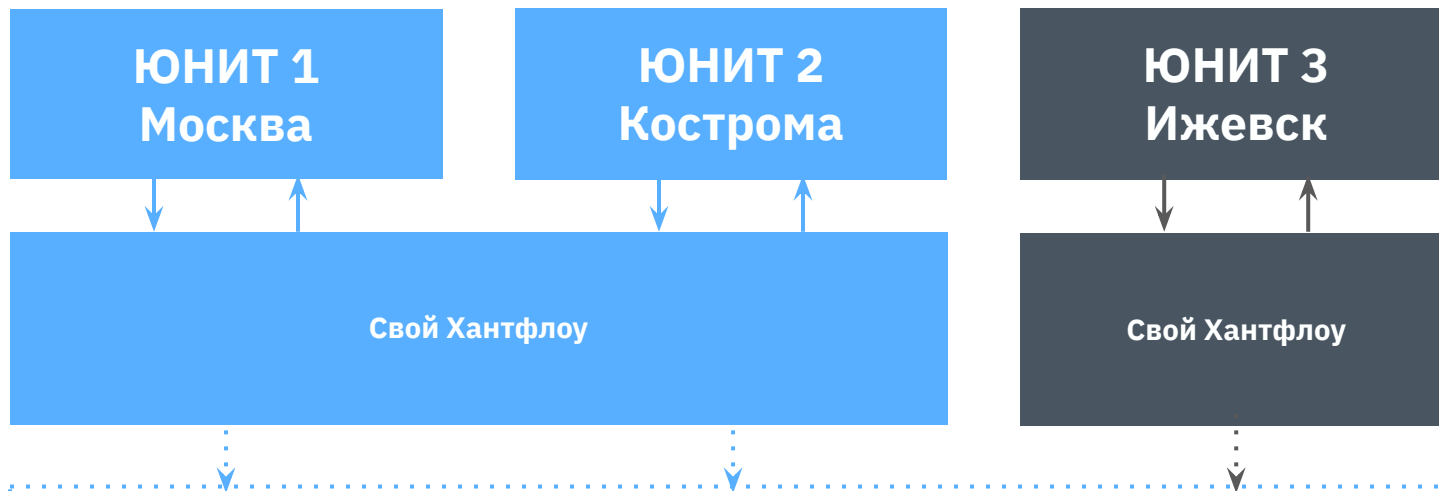 ЮНИТ 1
Москва
ЮНИТ 2
Кострома
ЮНИТ 3
Ижевск
Свой Хантфлоу
Свой Хантфлоу